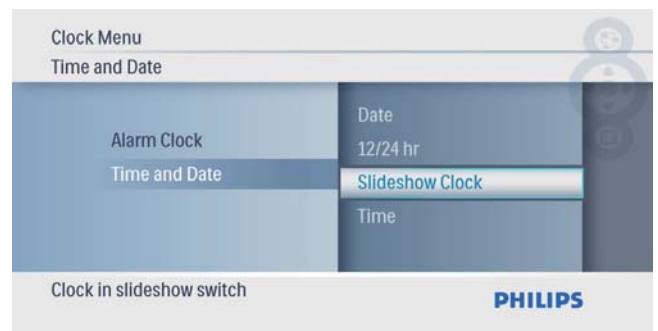 Clock Menu
Time and Date
Alarm Clock
Time and Date
Date
12/24 hr
Slideshow Clock
Time
Clock in slideshow switch
PHILIPS